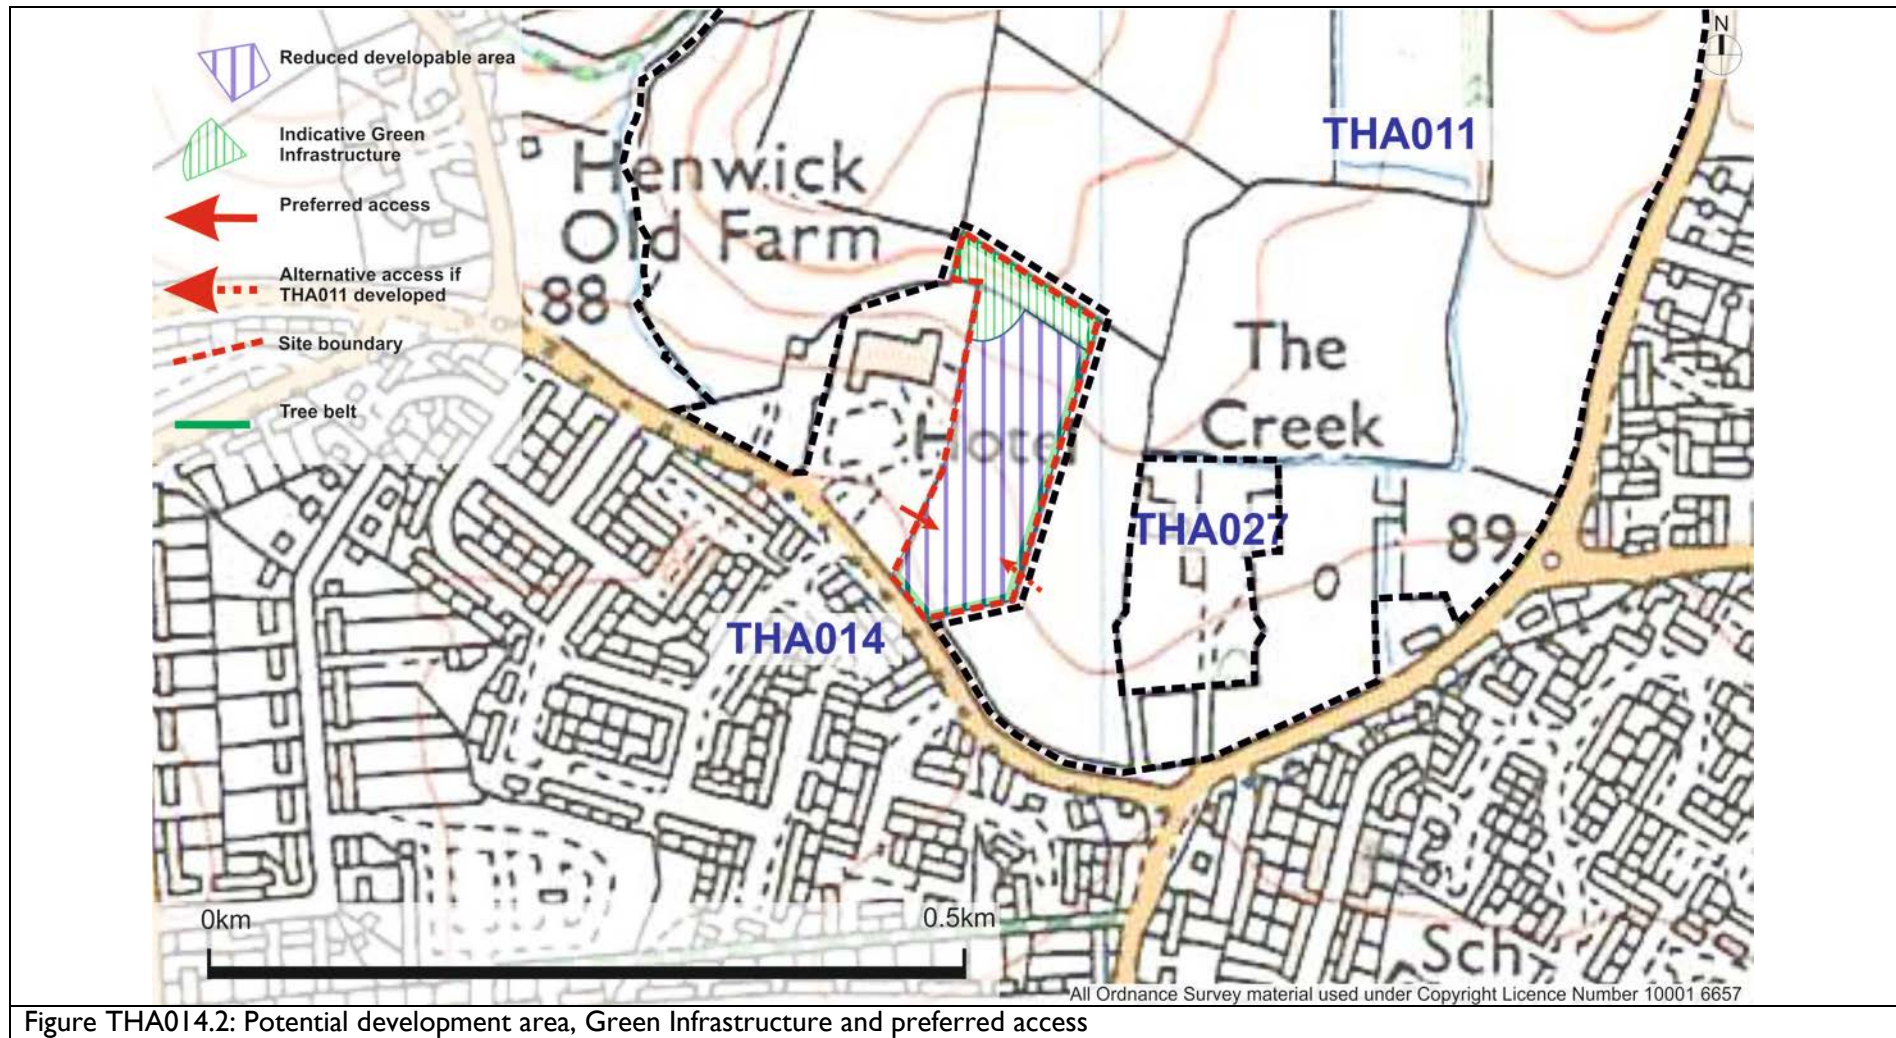 Reduced developable area
Indicative Green
Infrastructure
Preferred access
Alternative access if
THA011 developed
Site boundary
Tree belt
N
THA011
Henwick
Old Farm
88
The
Creek
Hotel
THA027
89
THA014
0km
0.5km
Sch
All Ordnance Survey material used under Copyright Licence Number 10001 6657
Figure THA014.2: Potential development area, Green Infrastructure and preferred access